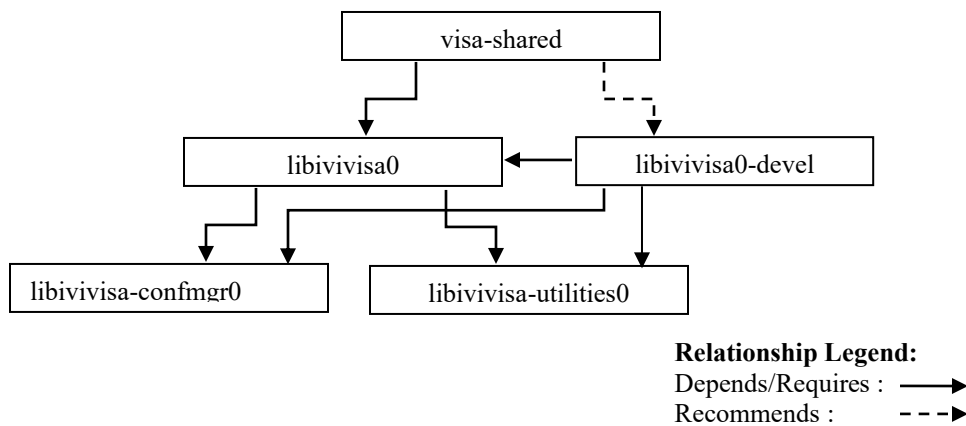 visa-shared
libivivisa0
libivivisa0-devel
libivivisa-confmgr0
libivivisa-utilities0
Relationship Legend:
Depends/Requires :
Recommends :